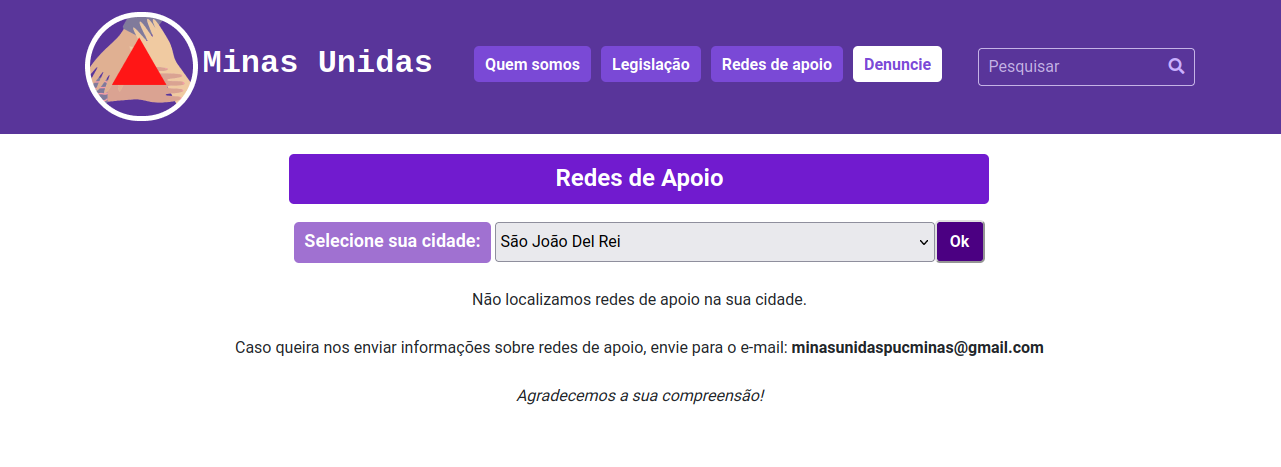 Minas Unidas
Quem somos
Legislação
Redes de apoio
Denuncie
Pesquisar
Redes de Apoio
Selecione sua cidade:
São João Del Rei
Ok
Não localizamos redes de apoio na sua cidade.
Caso queira nos enviar informações sobre redes de apoio, envie para o e-mail: minasunidaspucminas@gmail.com
Agradecemos a sua compreensão!